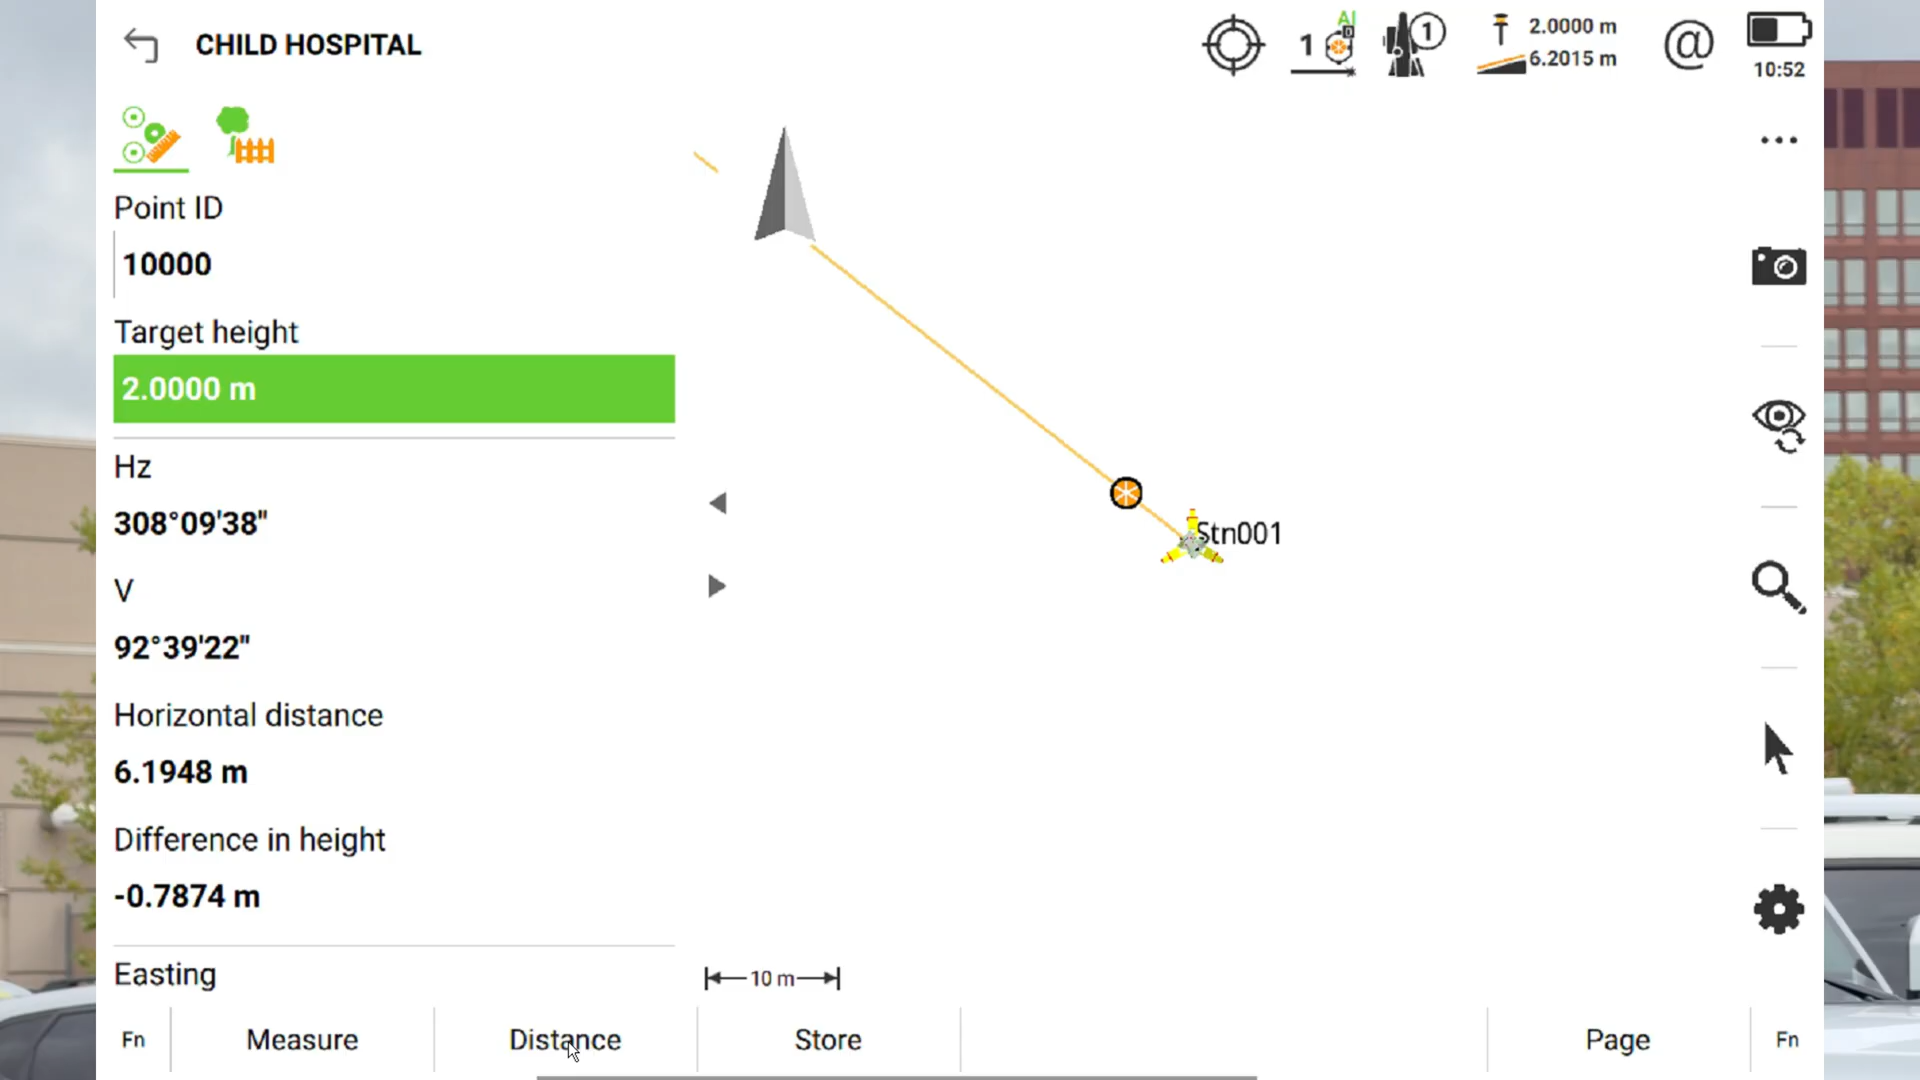 CHILD HOSPITAL
1
AI
1
2.0000 m
6.2015 m
@
10:52
Point ID
10000
Target height
2.0000 m
Hz
308°09'38"
V
92°39'22"
Horizontal distance
6.1948 m
Difference in height
-0.7874 m
Easting
Stn001
10 m
Fn
Measure
Distance
Store
Page
Fn